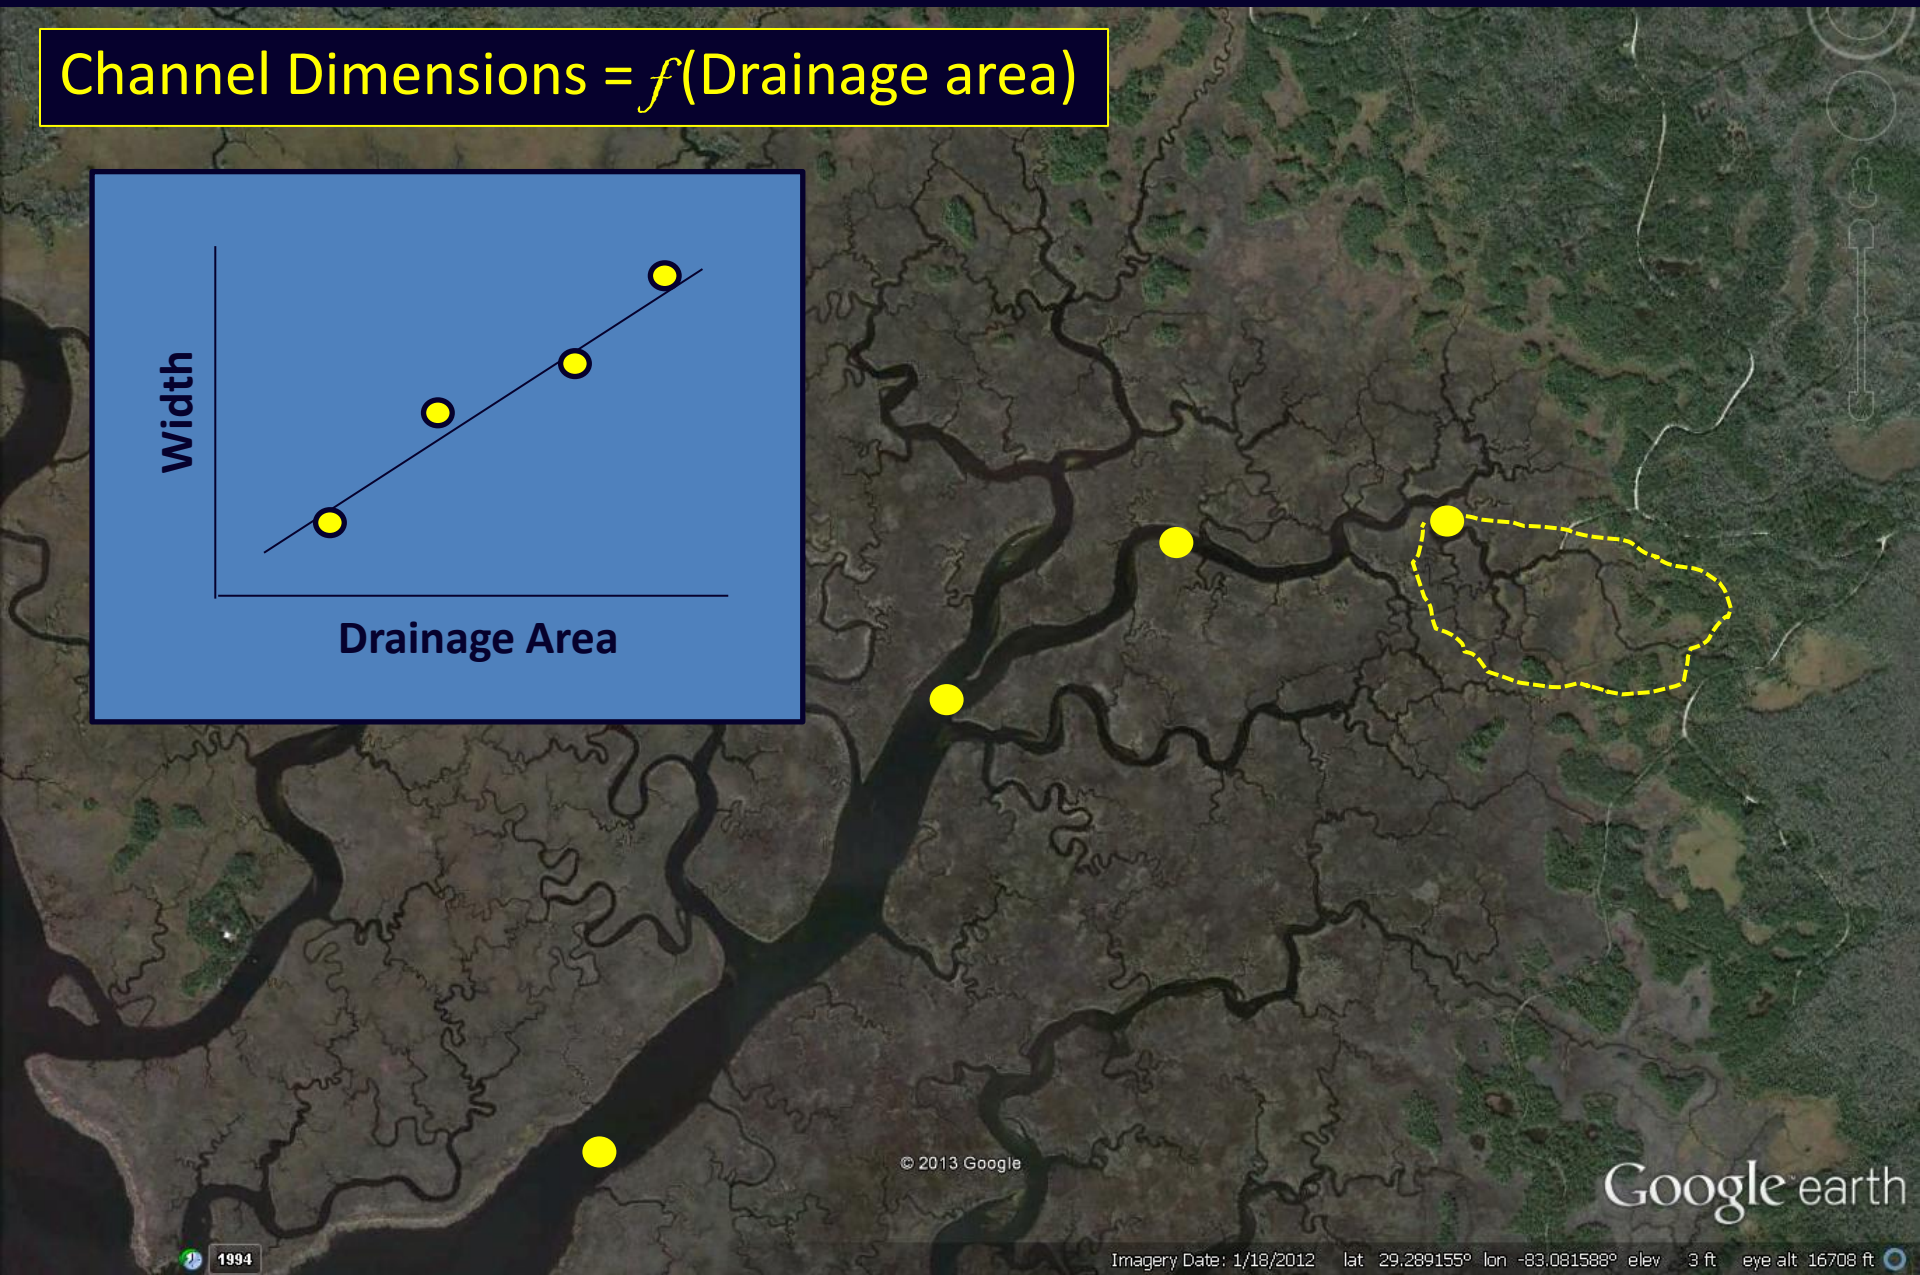 Channel Dimensions = f(Drainage area)
Width
Drainage Area
© 2013 Google
Google earth
1994
Imagery Date: 1/18/2012 lat 29.289155° lon -83.081588° elev 3 ft eye alt 16708 ft